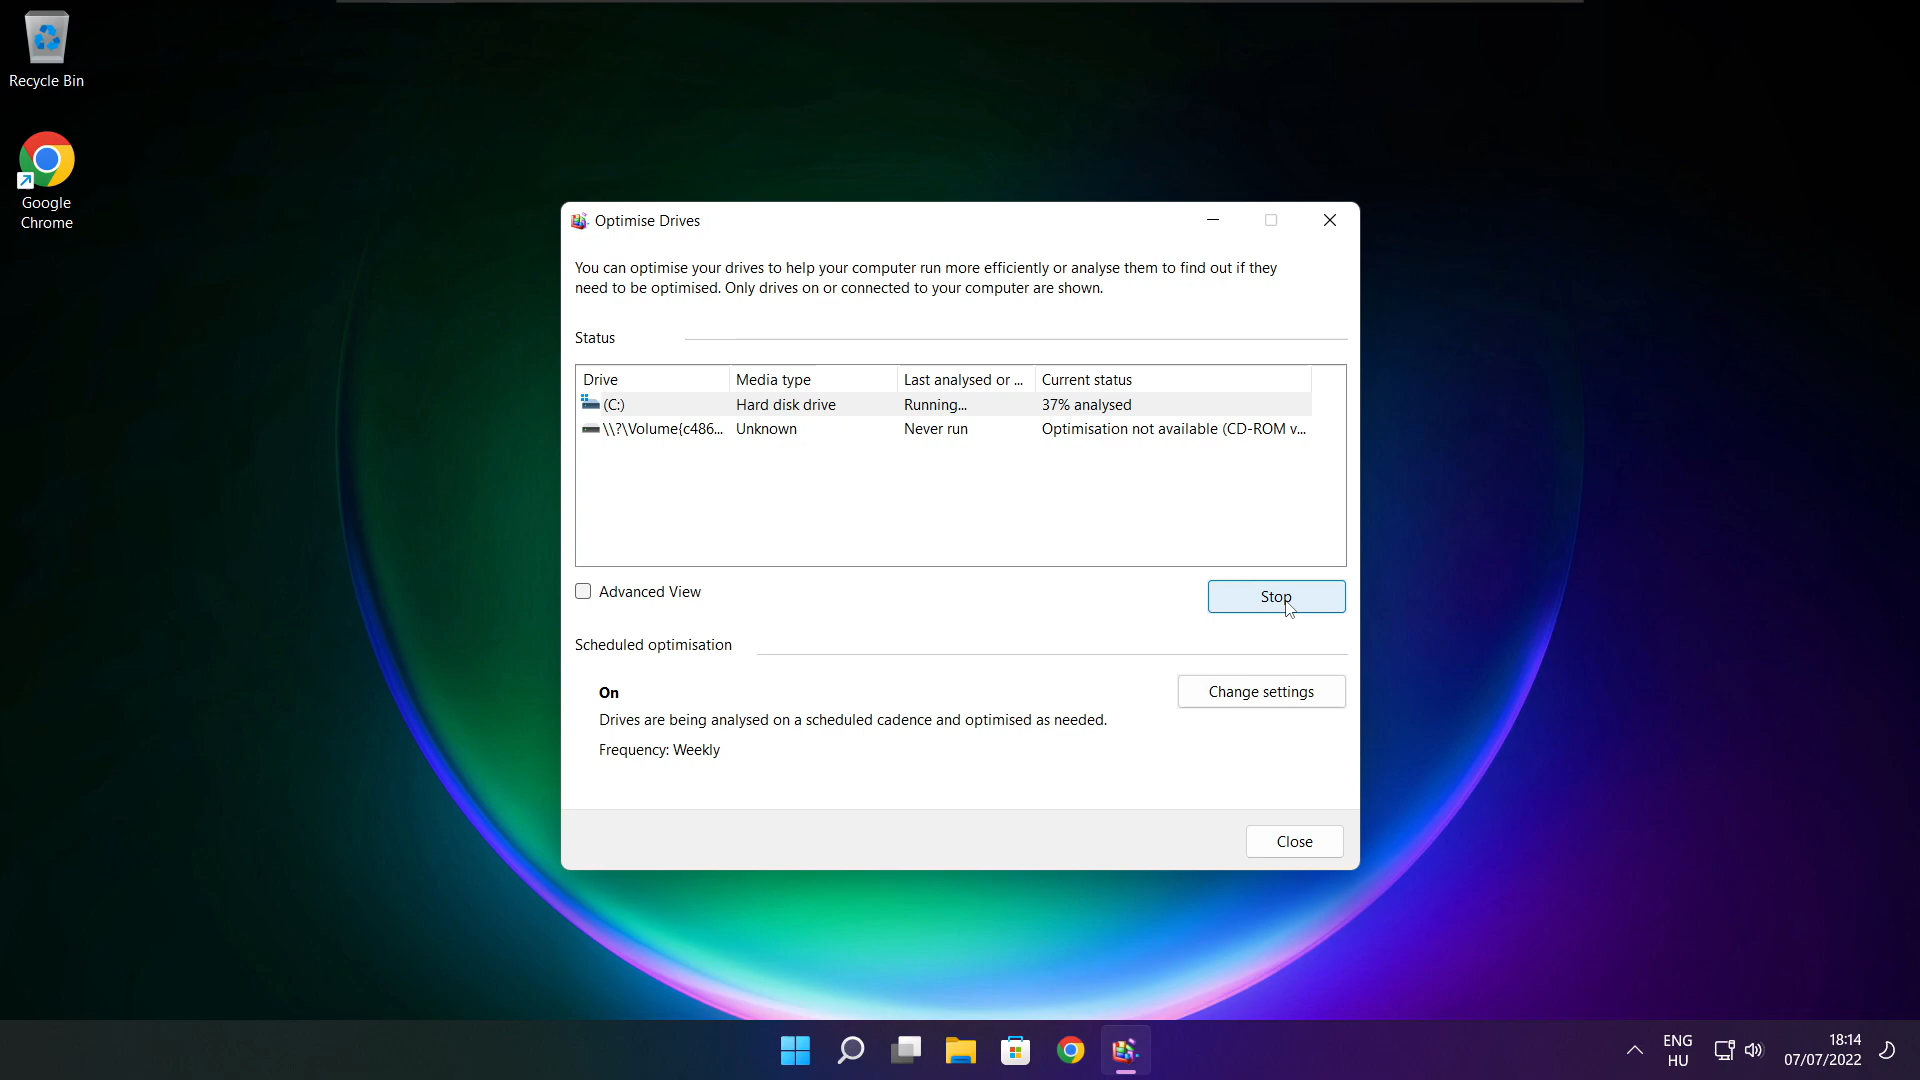 Recycle Bin
Google
Chrome
Optimise Drives
You can optimise your drives to help your computer run more efficiently or analyse them to find out if they
need to be optimised. Only drives on or connected to your computer are shown.
Status
Drive Media type Last analysed or ... Current status
(C:) Hard disk drive Running... 37% analysed
\\?\Volume{c486... Unknown Never run Optimisation not available (CD-ROM v...
Advanced View
Stop
Scheduled optimisation
On
Change settings
Drives are being analysed on a scheduled cadence and optimised as needed.
Frequency: Weekly
Close
ENG
HU
18:14
07/07/2022